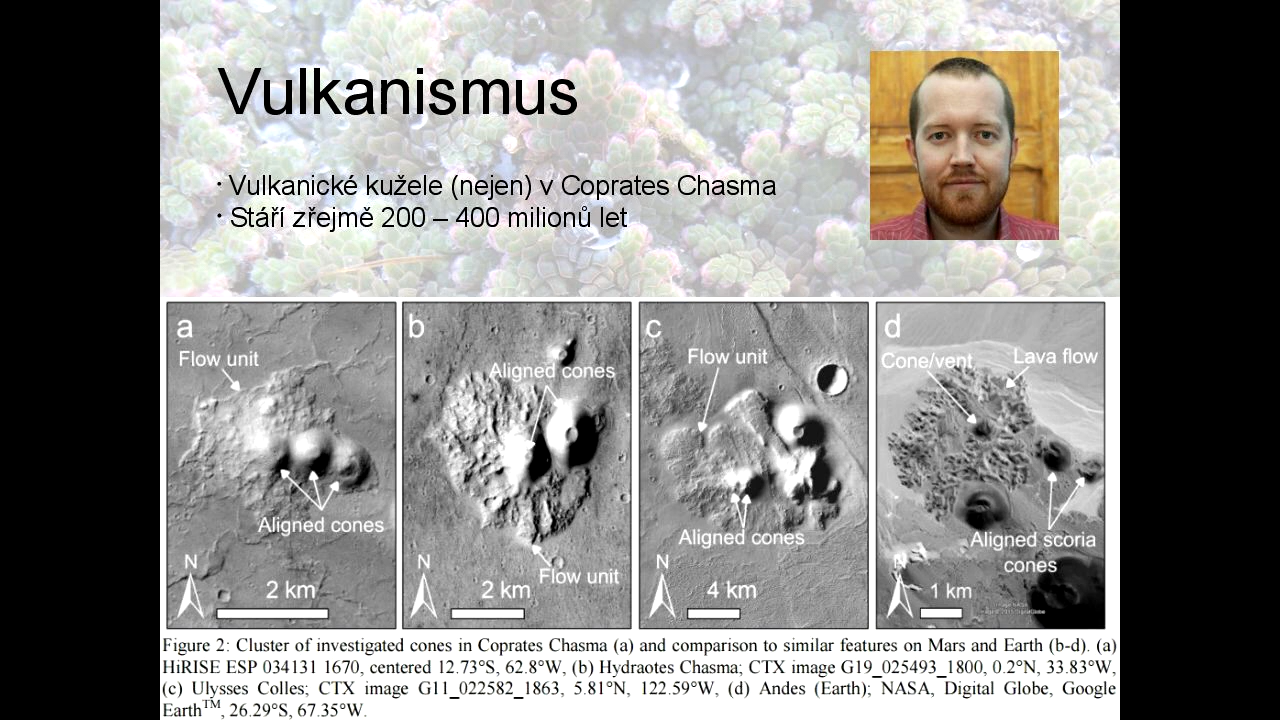 Vulkanismus
· Vulkanické kužele (nejen) v Coprates Chasma
· Stáří zřejmě 200 – 400 milionů let
a
Flow unit
Aligned cones
N
2 km
b
Aligned cones
Flow unit
N
2 km
c
Flow unit
Aligned cones
N
4 km
d
Cone/vent
Lava flow
Aligned scoria
cones
N
1 km
Figure 2: Cluster of investigated cones in Coprates Chasma (a) and comparison to similar features on Mars and Earth (b-d). (a)
HiRISE ESP 034131 1670, centered 12.73°S, 62.8°W, (b) Hydraotes Chasma; CTX image G19_025493_1800, 0.2°N, 33.83°W,
(c) Ulysses Colles; CTX image G11_022582_1863, 5.81°N, 122.59°W, (d) Andes (Earth); NASA, Digital Globe, Google
Earth™, 26.29°S, 67.35°W.